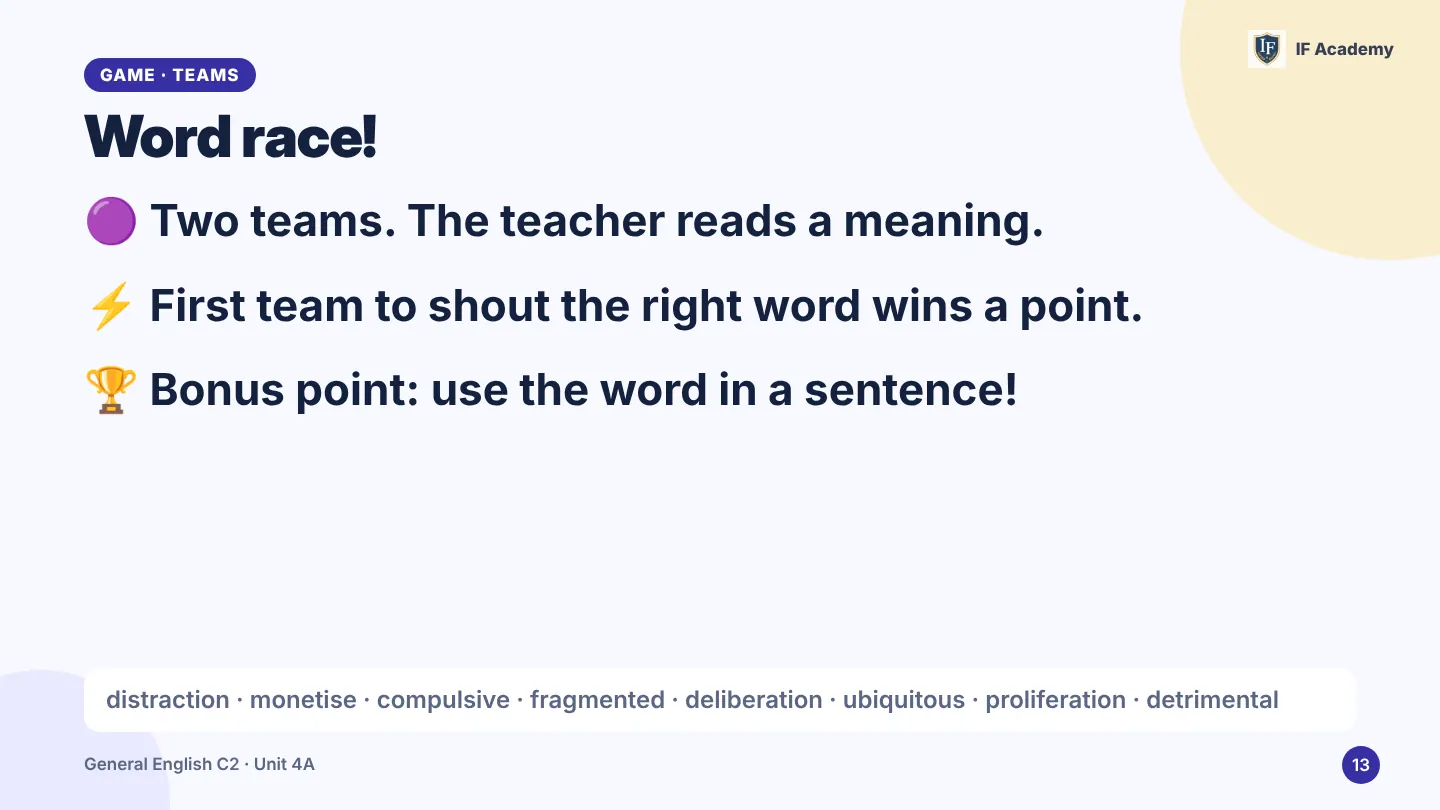 IF
IF Academy
GAME · TEAMS
Word race!
🟣 Two teams. The teacher reads a meaning.
⚡ First team to shout the right word wins a point.
🏆 Bonus point: use the word in a sentence!
distraction · monetise · compulsive · fragmented · deliberation · ubiquitous · proliferation · detrimental
General English C2 · Unit 4A
13